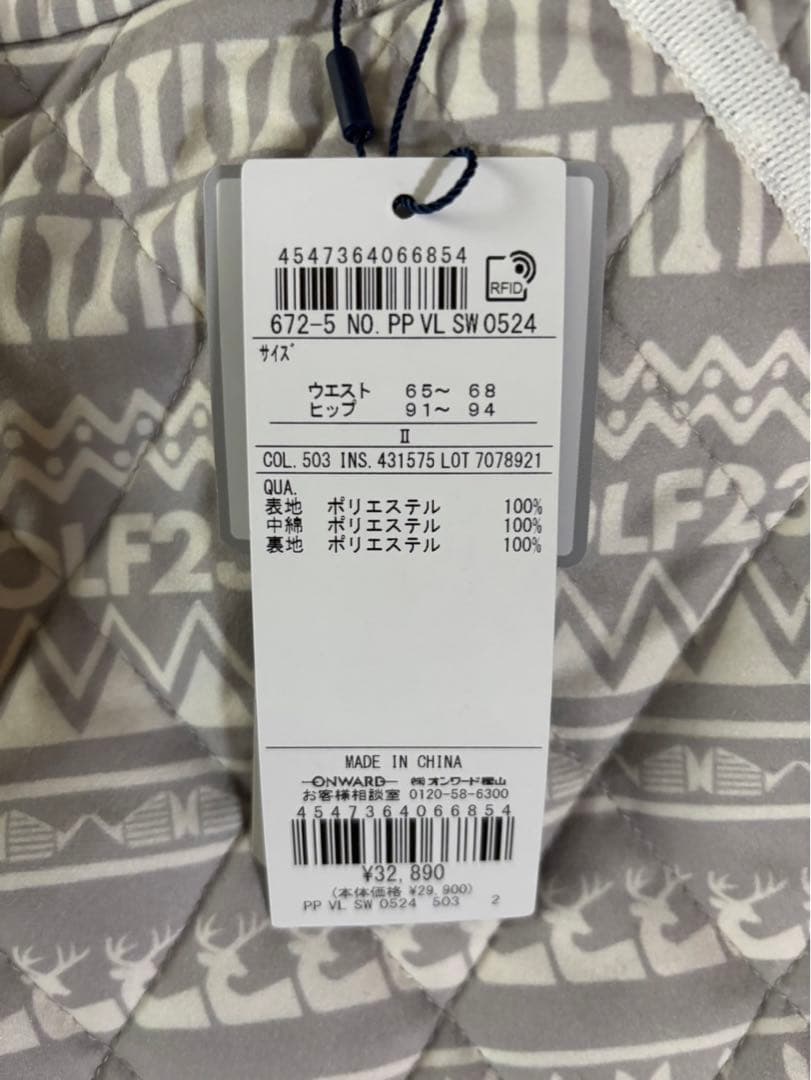 4547364066854
RFID
672-5 NO. PP VL SW 0524
サイズ
ウエスト 65〜 68
ヒップ 91〜 94
Ⅱ
COL. 503 INS. 431575 LOT 7078921
QUA.
表地 ポリエステル 100%
中綿 ポリエステル 100%
裏地 ポリエステル 100%
OLF23
OLF23
MADE IN CHINA
ONWARD ㈱オンワード樫山
お客様相談室 0120-58-6300
4547364066854
¥32,890
(本体価格 ¥29,900)
PP VL SW 0524 503 2